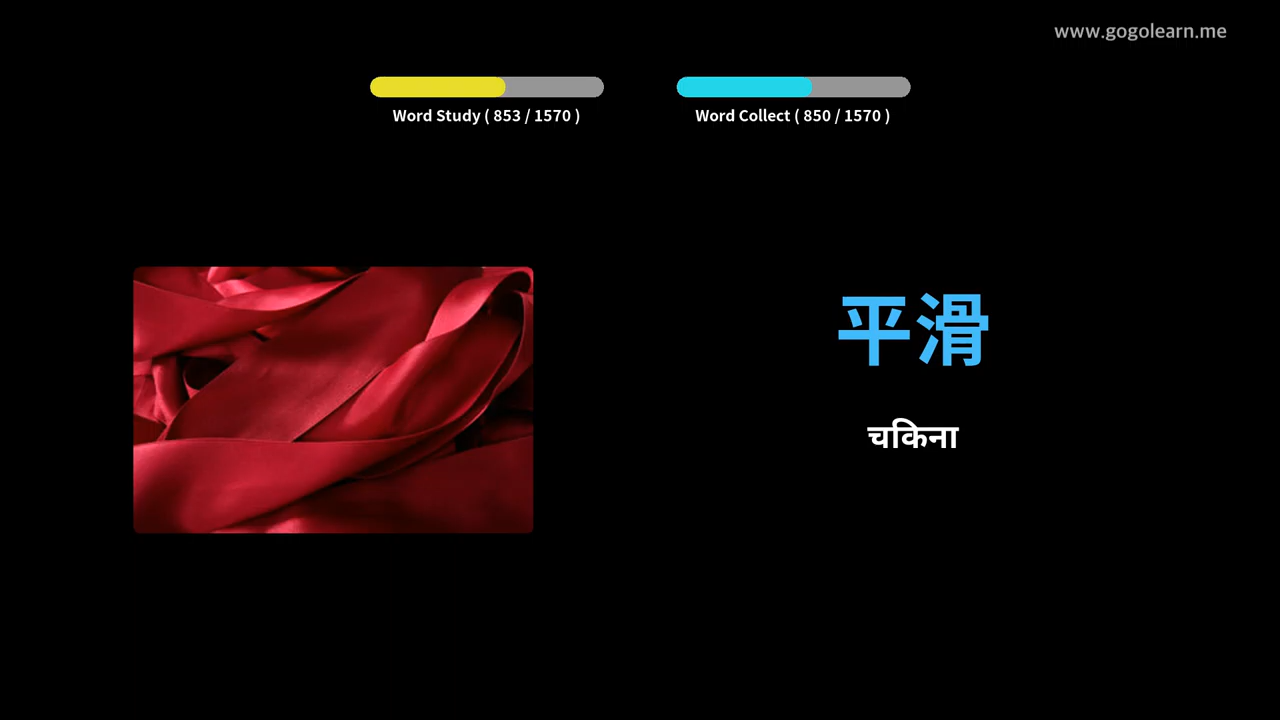 www.gogolearn.me
Word Study ( 853 / 1570 )
Word Collect ( 850 / 1570 )
平滑
चिकना